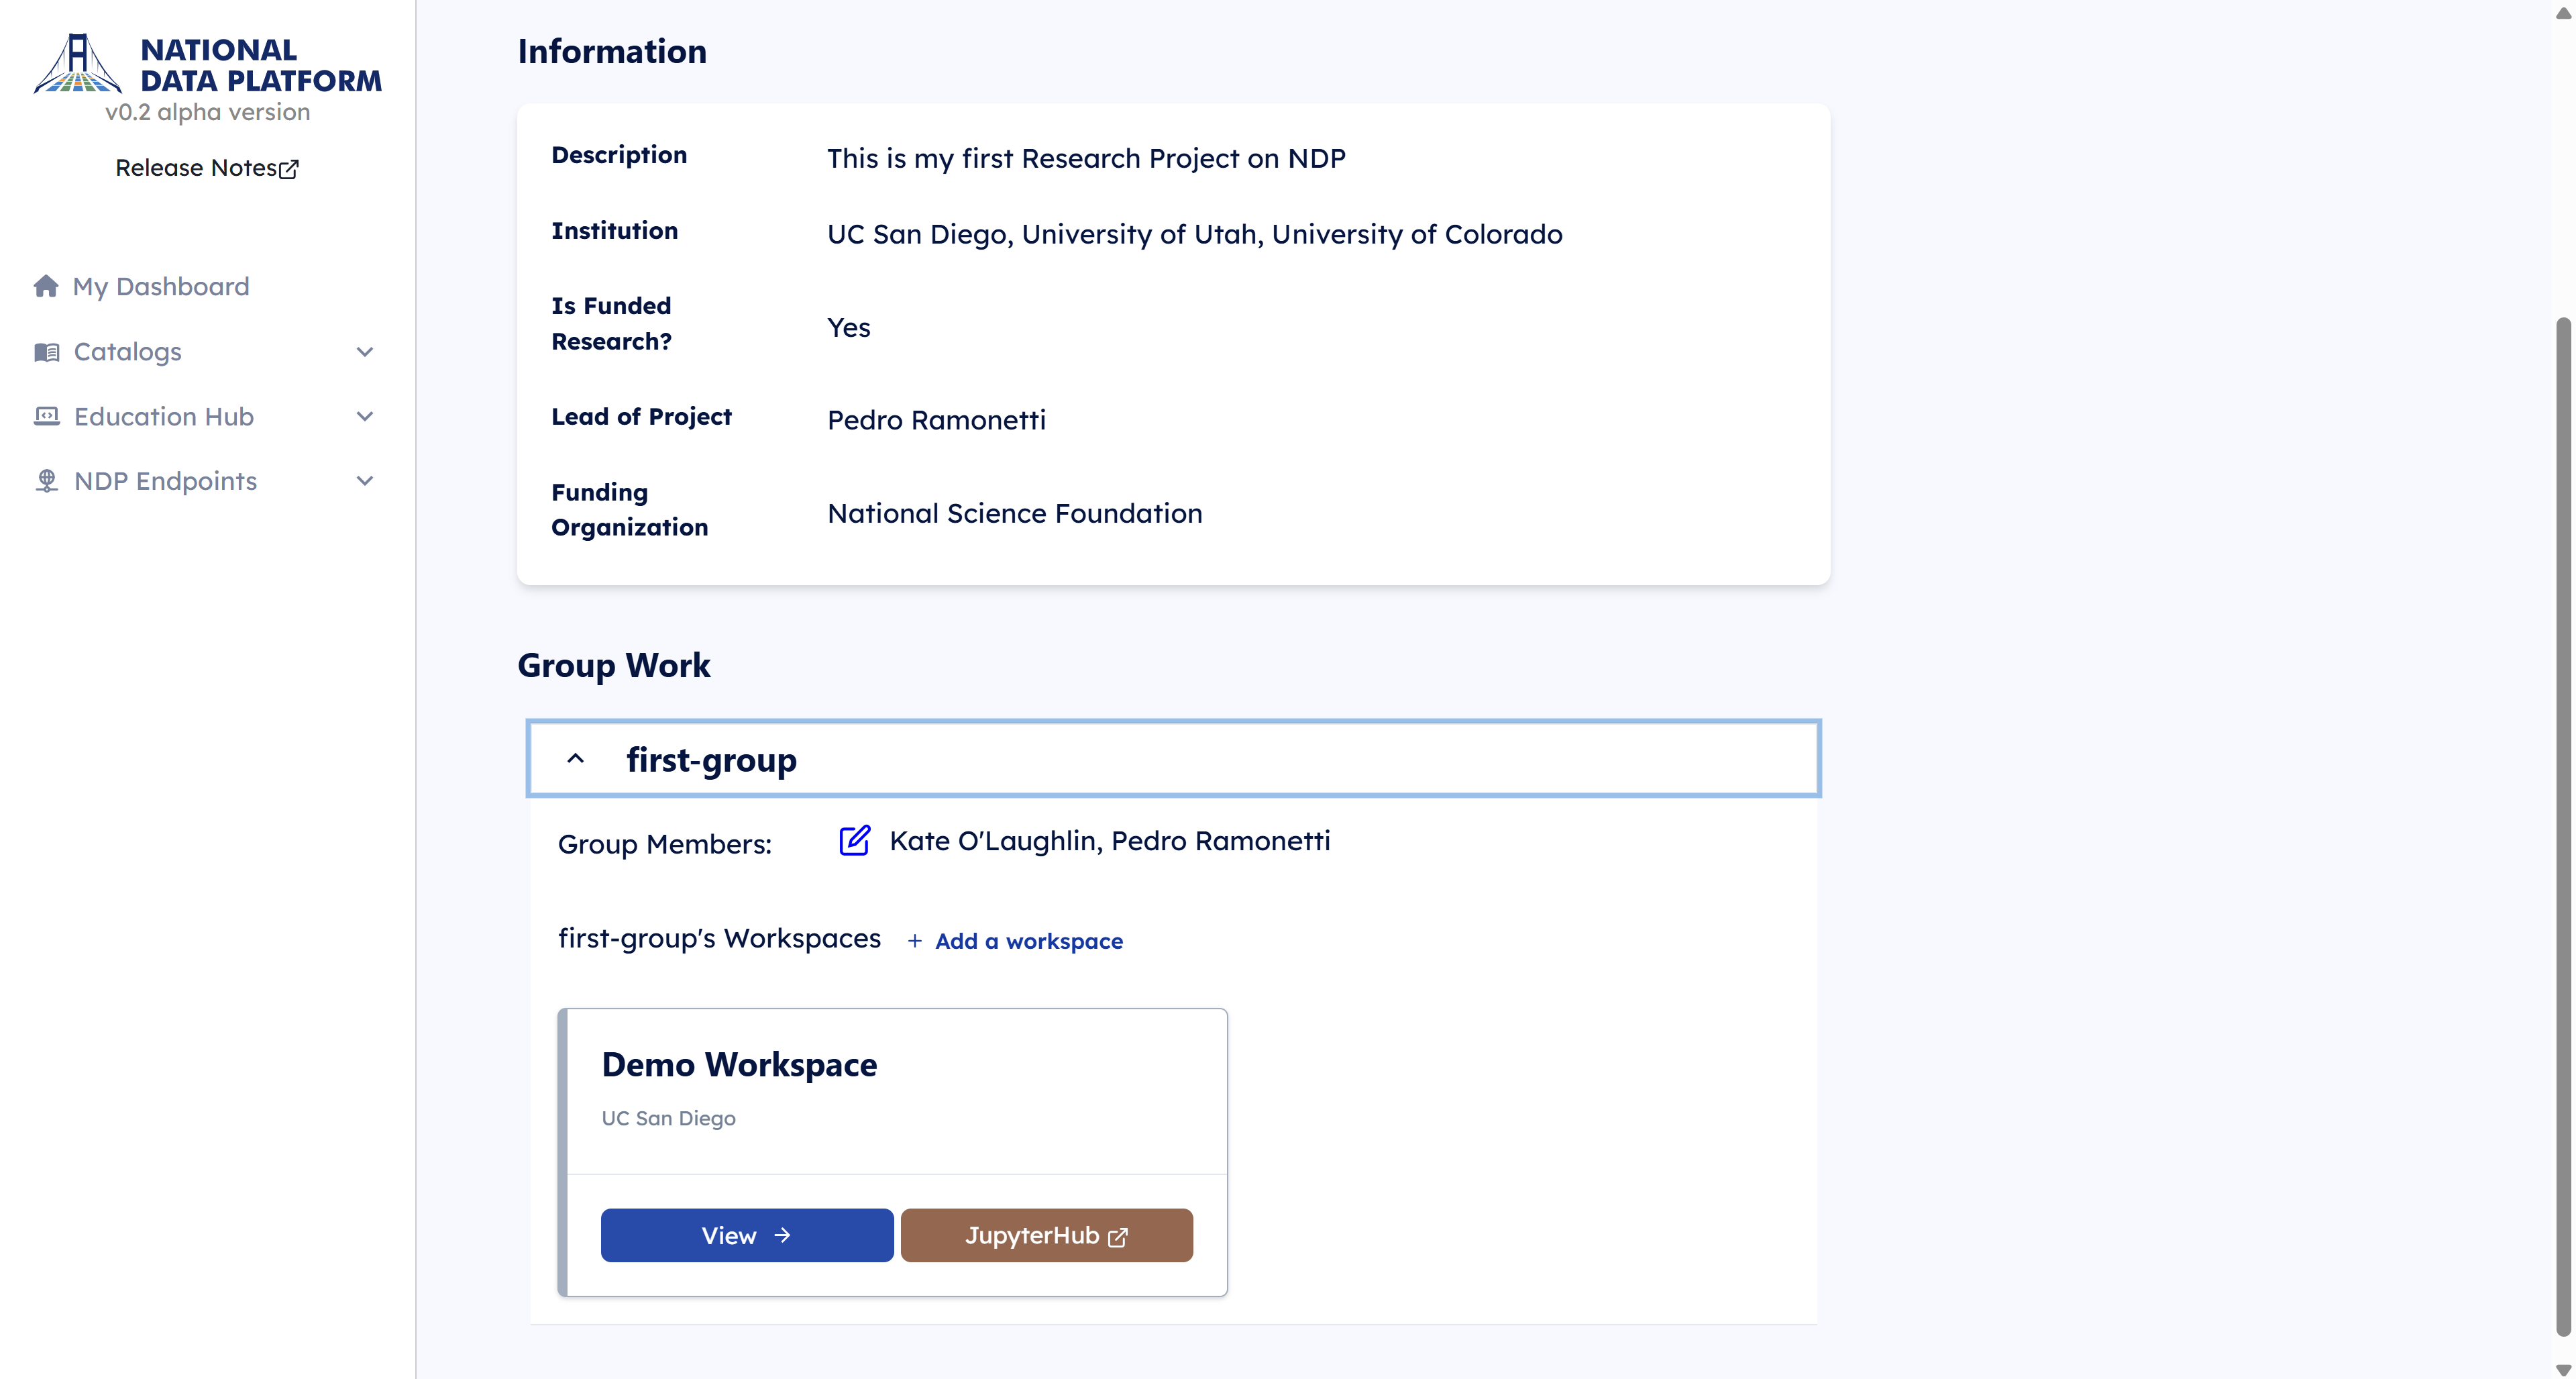 NATIONAL
DATA PLATFORM
v0.2 alpha version
Release Notes
My Dashboard
Catalogs
Education Hub
NDP Endpoints
Information
Description
This is my first Research Project on NDP
Institution
UC San Diego, University of Utah, University of Colorado
Is Funded
Research?
Yes
Lead of Project
Pedro Ramonetti
Funding
Organization
National Science Foundation
Group Work
first-group
Group Members:
Kate O'Laughlin, Pedro Ramonetti
first-group's Workspaces
+ Add a workspace
Demo Workspace
UC San Diego
View →
JupyterHub